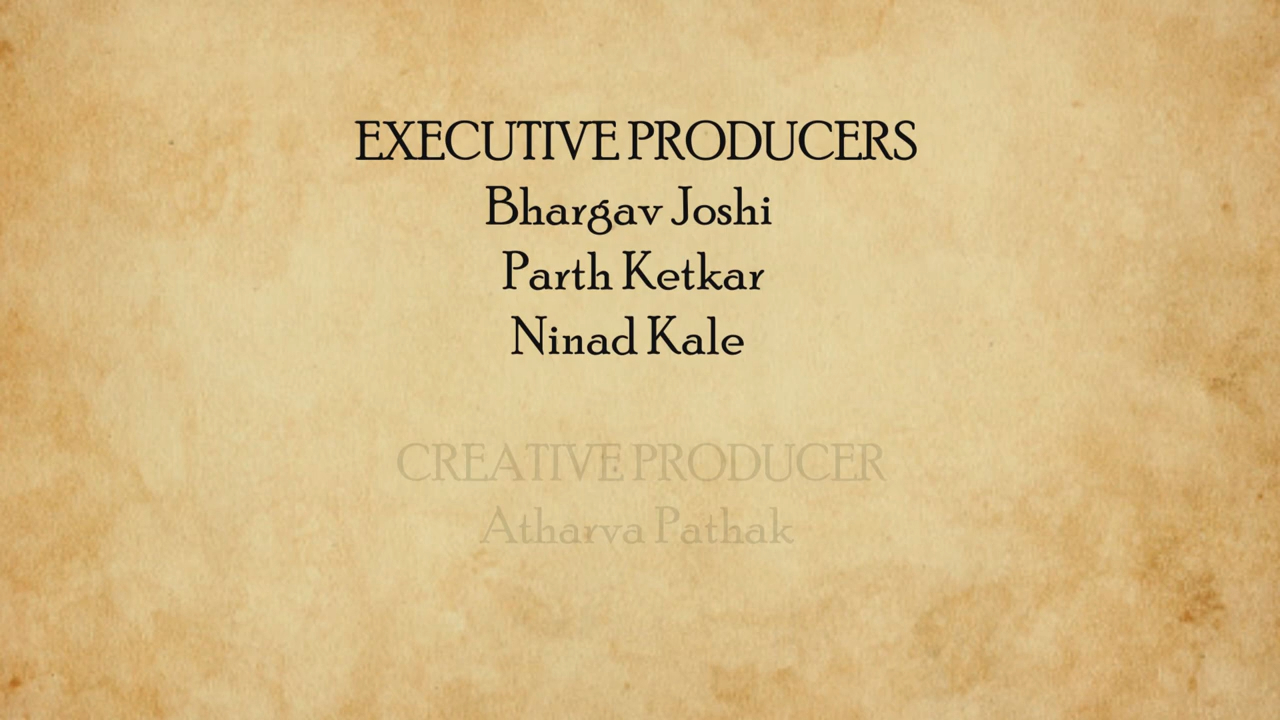 EXECUTIVE PRODUCERS
Bhargav Joshi
Parth Ketkar
Ninad Kale
CREATIVE PRODUCER
Atharva Pathak